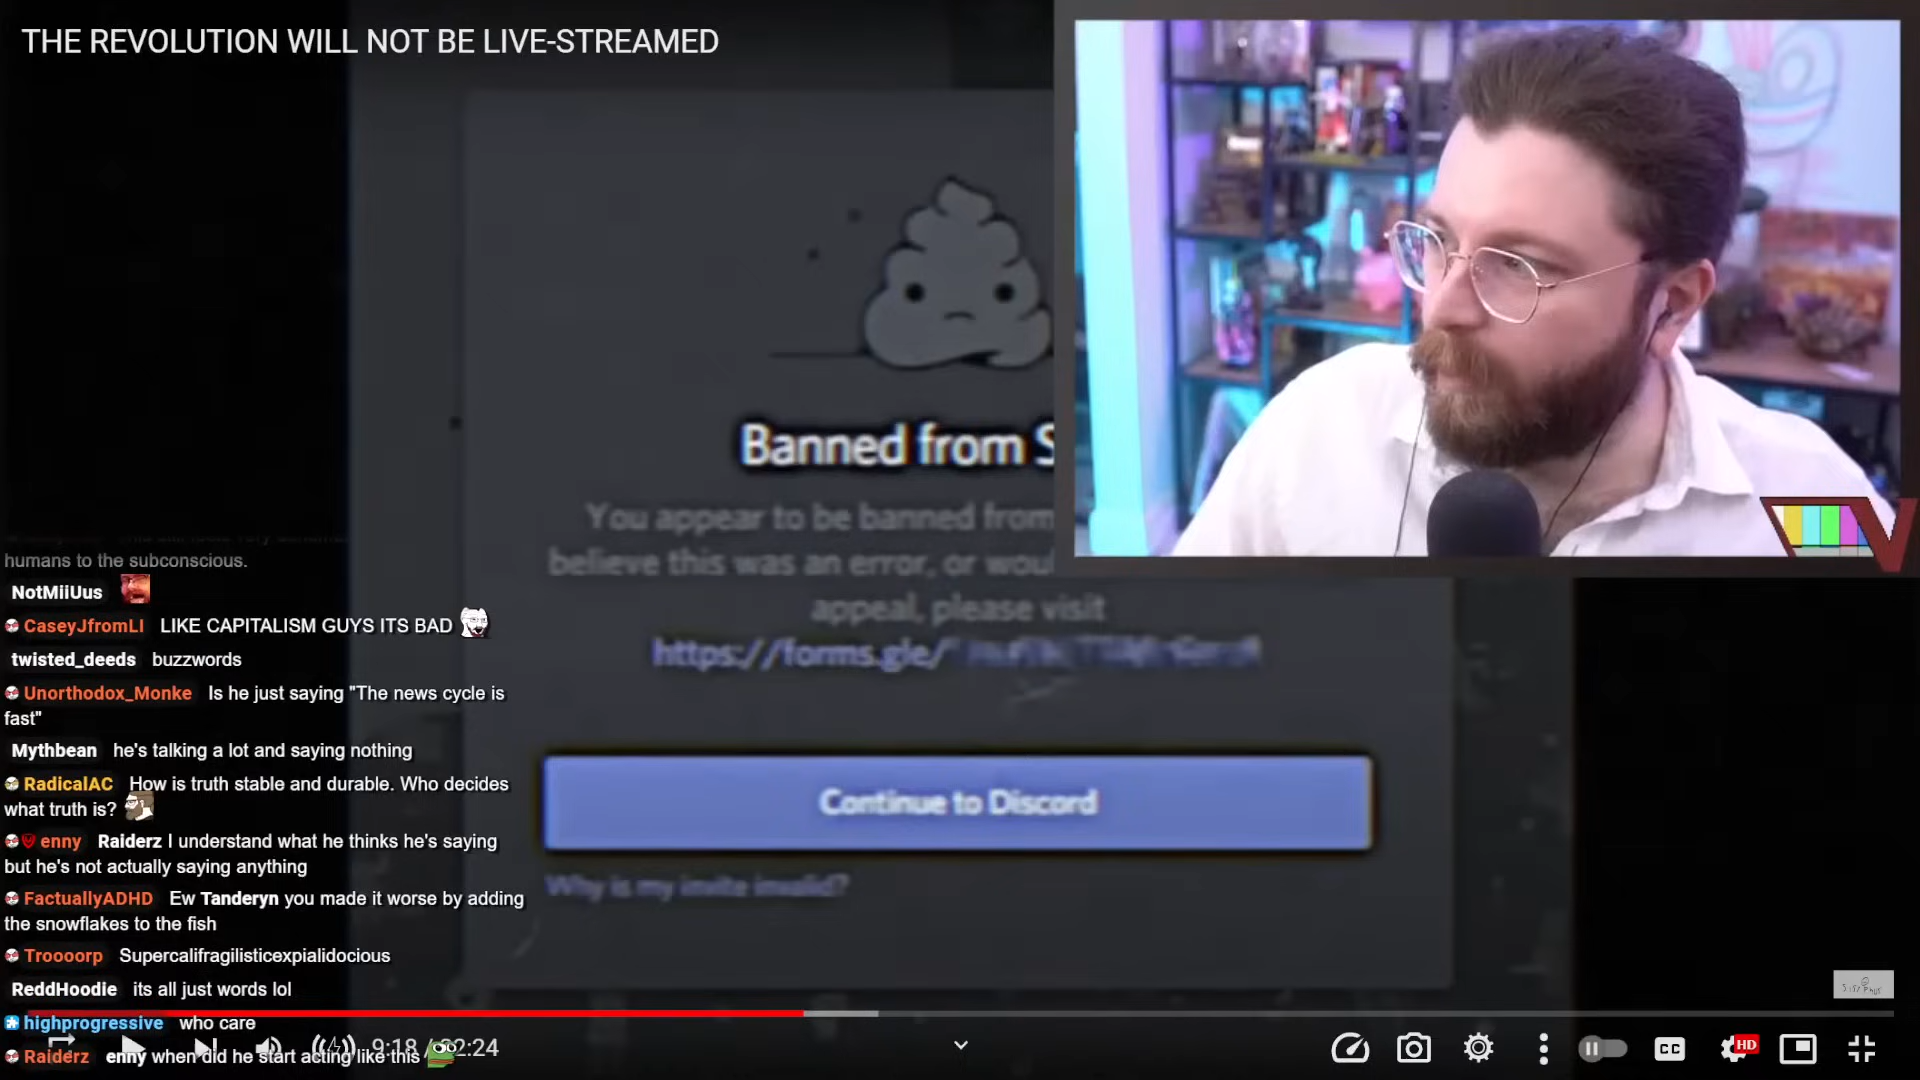 THE REVOLUTION WILL NOT BE LIVE-STREAMED
Banned from S
You appear to be banned from
believe this was an error, or woul
appeal, please visit
https://forms.gle/
Continue to Discord
Why is my invite invalid?
humans to the subconscious.
NotMiiUus
CaseyJfromLI LIKE CAPITALISM GUYS ITS BAD
twisted_deeds buzzwords
Unorthodox_Monke Is he just saying "The news cycle is
fast"
Mythbean he's talking a lot and saying nothing
RadicalAC How is truth stable and durable. Who decides
what truth is?
enny Raiderz I understand what he thinks he's saying
but he's not actually saying anything
FactuallyADHD Ew Tanderyn you made it worse by adding
the snowflakes to the fish
Troooorp Supercalifragilisticexpialidocious
ReddHoodie its all just words lol
highprogressive who care
Raiderz enny when did he start acting like this
9:18 / 22:24
CC
HD